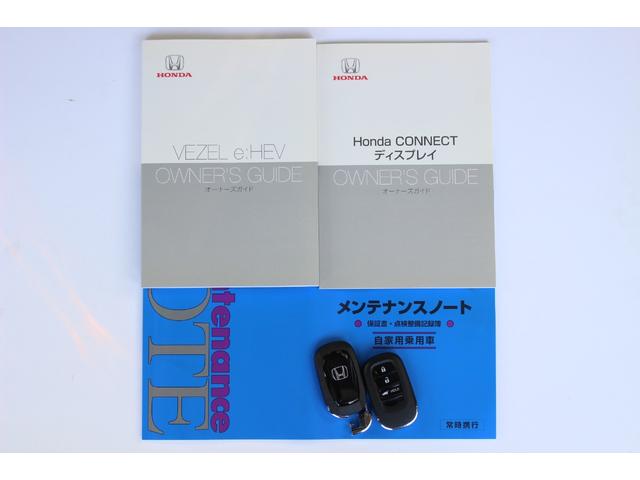 HONDA
VEZEL e:HEV
OWNER'S GUIDE
オーナーズガイド
HONDA
Honda CONNECT
ディスプレイ
OWNER'S GUIDE
オーナーズガイド
メンテナンスノート
保証書・点検整備記録簿
自家用乗用車
常時携行
tenance
OTE
HOLD